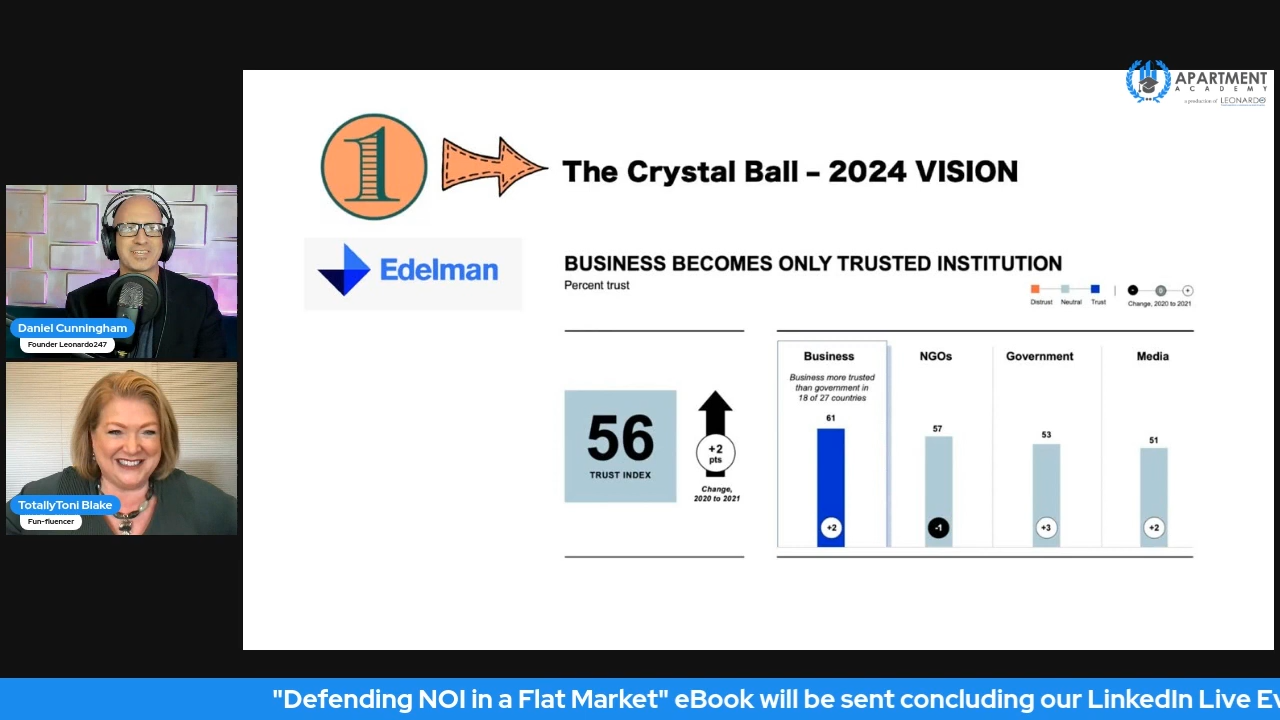 APARTMENT
ACADEMY
a production of LEONARDO
1
The Crystal Ball – 2024 VISION
Edelman
BUSINESS BECOMES ONLY TRUSTED INSTITUTION
Percent trust
Distrust Neutral Trust
- 0 +
Change, 2020 to 2021
56
TRUST INDEX
+2
pts
Change,
2020 to 2021
Business
Business more trusted
than government in
18 of 27 countries
61
+2
NGOs
57
-1
Government
53
+3
Media
51
+2
Daniel Cunningham
Founder Leonardo247
TotallyToni Blake
Fun-fluencer
"Defending NOI in a Flat Market" eBook will be sent concluding our LinkedIn Live Ev